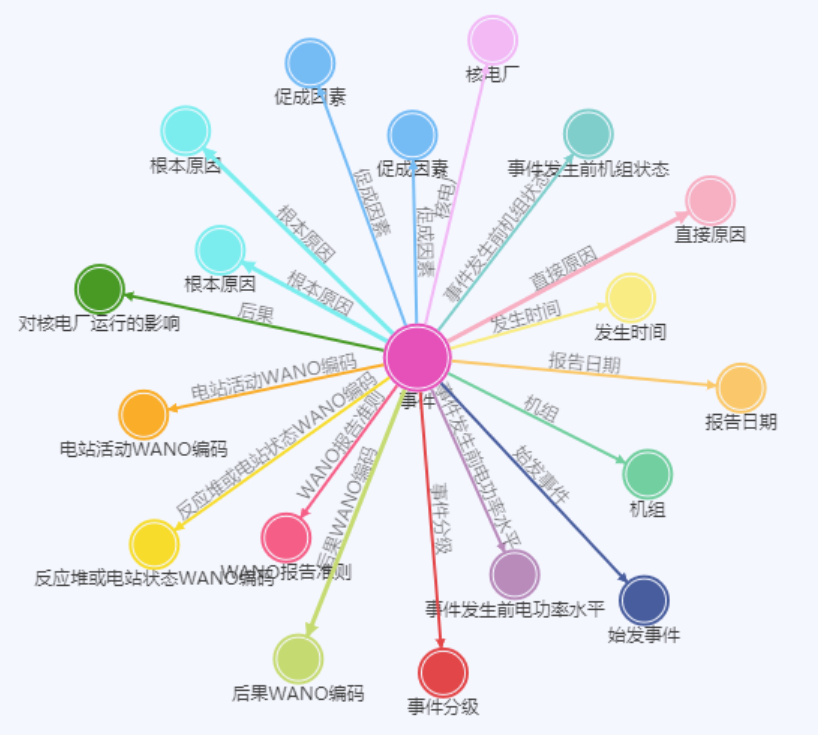 核电厂
促成因素
促成因素
根本原因
事件发生前机组状态
直接原因
根本原因
对核电厂运行的影响
发生时间
事件
报告日期
电站活动WANO编码
机组
反应堆或电站状态WANO编码
WANO报告准则
事件发生前电功率水平
始发事件
后果WANO编码
事件分级
核电厂
促成因素
促成因素
根本原因
事件发生前机组状态
直接原因
根本原因
后果
发生时间
报告日期
电站活动WANO编码
机组
反应堆或电站状态WANO编码
WANO报告准则
事件发生前电功率水平
始发事件
后果WANO编码
事件分级